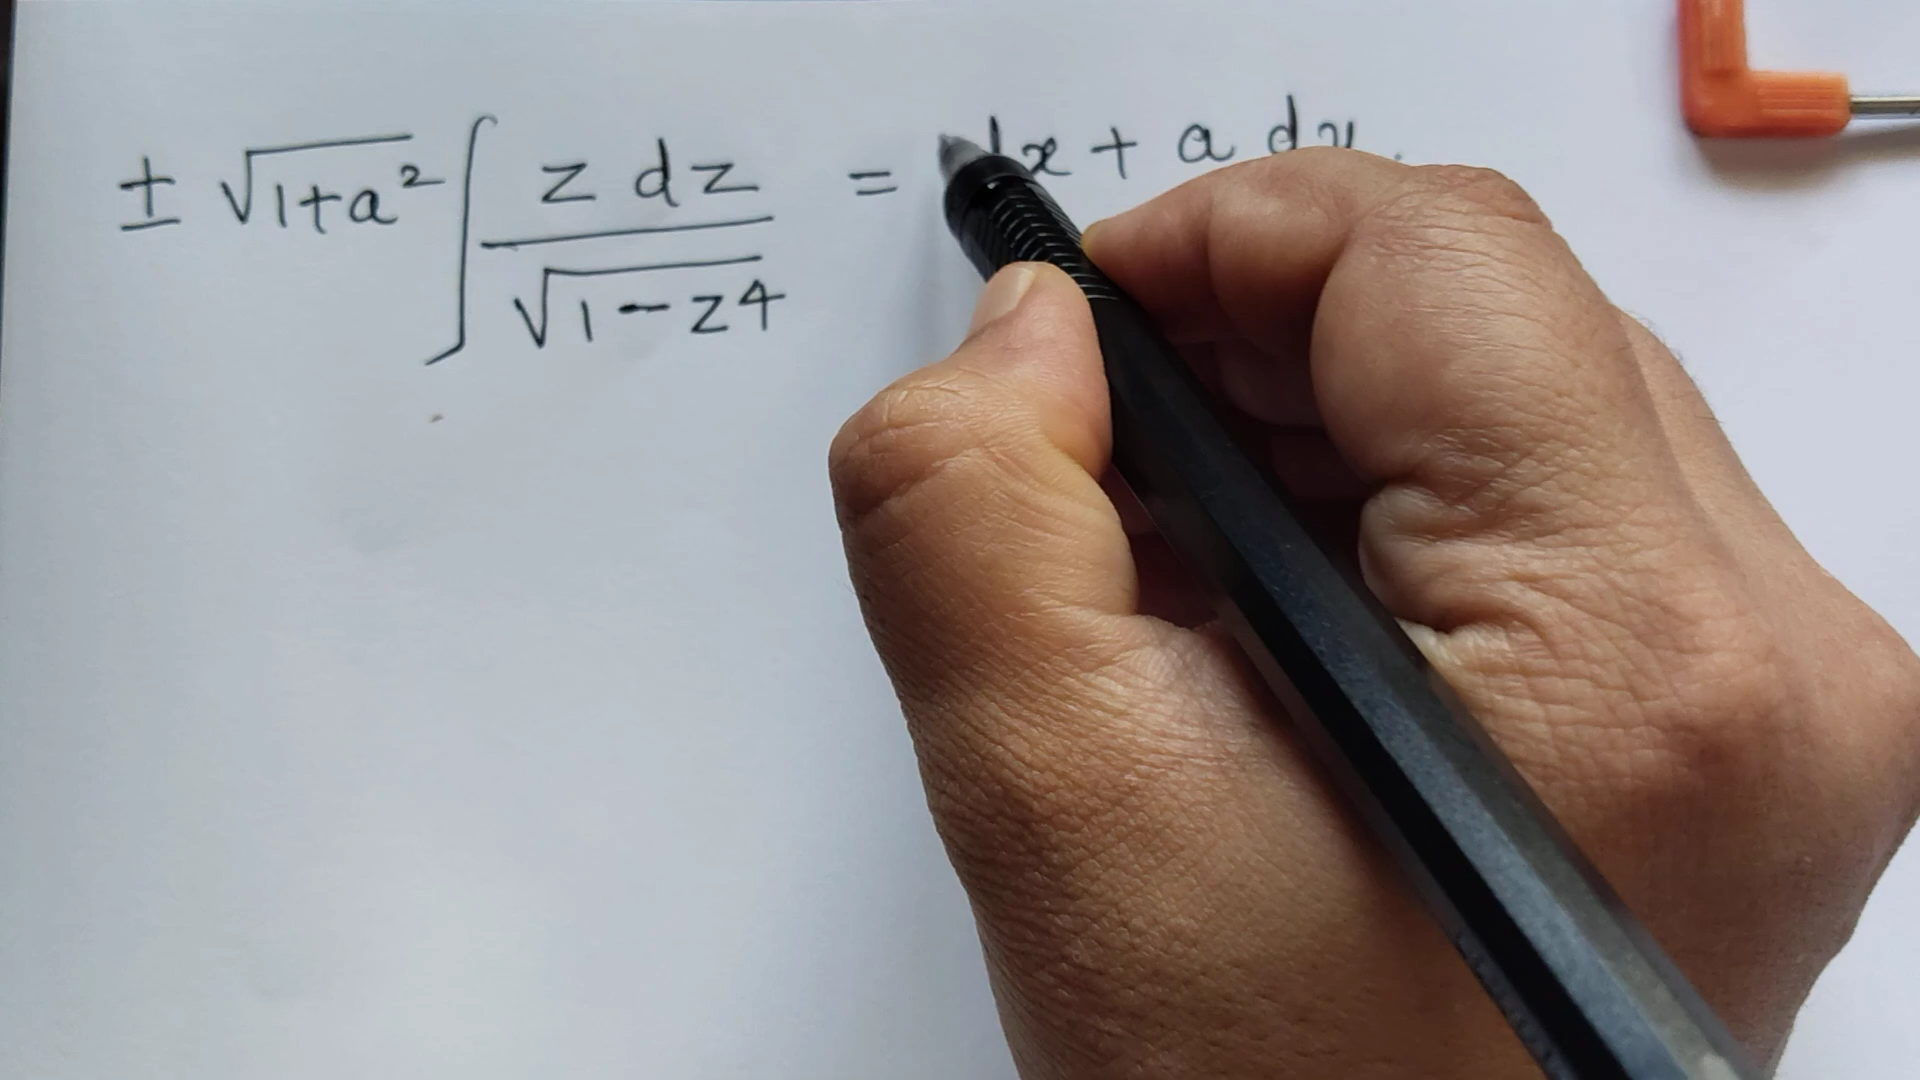 ± √1+a² ∫ z dz / √1-z4 = dx + a dy.